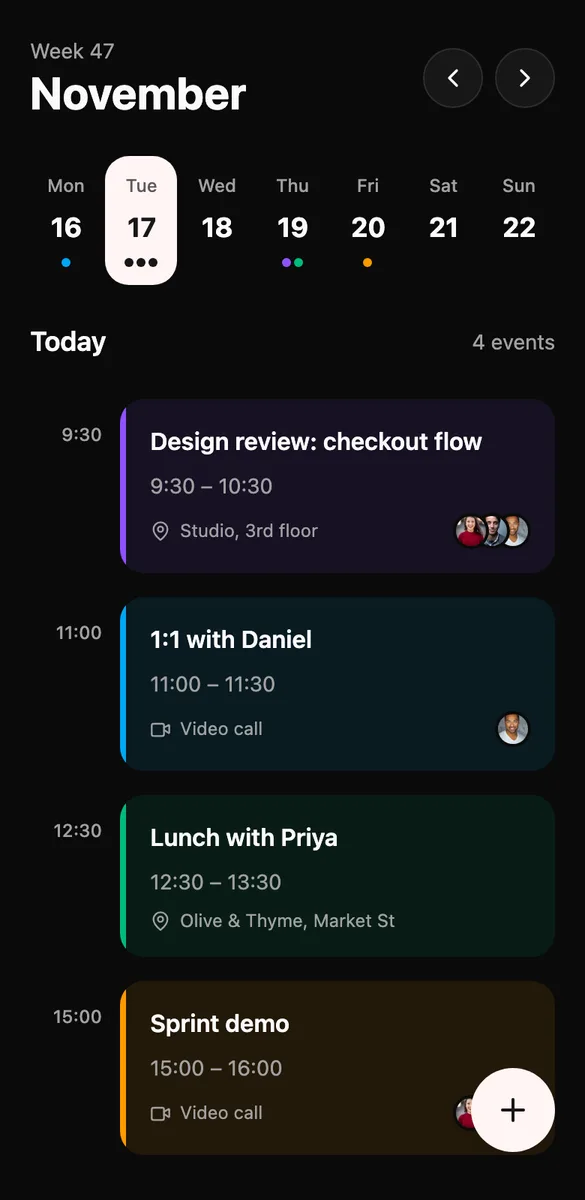 Week 47
November
Mon Tue Wed Thu Fri Sat Sun
16 17 18 19 20 21 22
Today 4 events
9:30
Design review: checkout flow
9:30 – 10:30
Studio, 3rd floor
11:00
1:1 with Daniel
11:00 – 11:30
Video call
12:30
Lunch with Priya
12:30 – 13:30
Olive & Thyme, Market St
15:00
Sprint demo
15:00 – 16:00
Video call